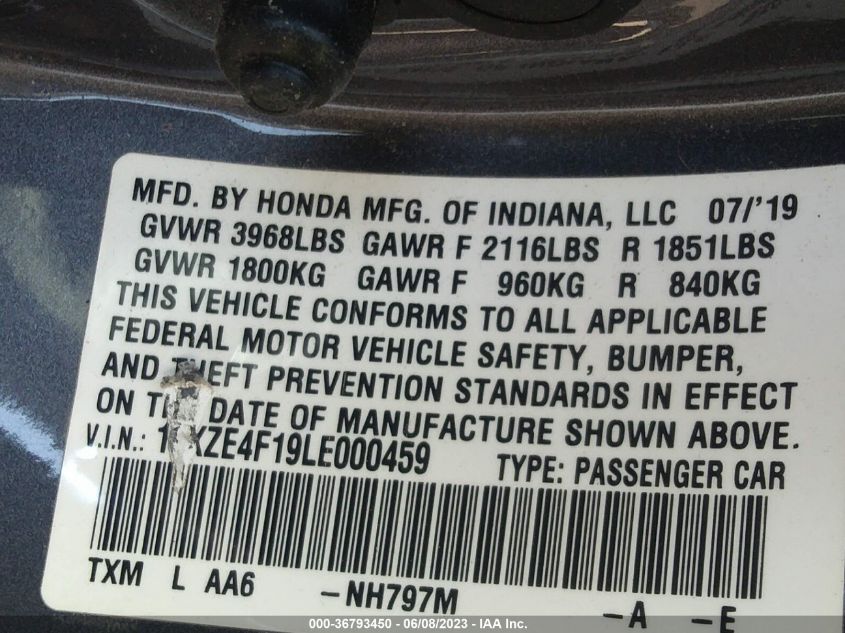 MFD. BY HONDA MFG. OF INDIANA, LLC 07/'19
GVWR 3968LBS GAWR F 2116LBS R 1851LBS
GVWR 1800KG GAWR F 960KG R 840KG
THIS VEHICLE CONFORMS TO ALL APPLICABLE
FEDERAL MOTOR VEHICLE SAFETY, BUMPER,
AND THEFT PREVENTION STANDARDS IN EFFECT
ON THE DATE OF MANUFACTURE SHOWN ABOVE.
V.I.N.: TYPE: PASSENGER CAR
TXM L AA6 -NH797M -A -E
000-36793450 - 06/08/2023 - IAA Inc.